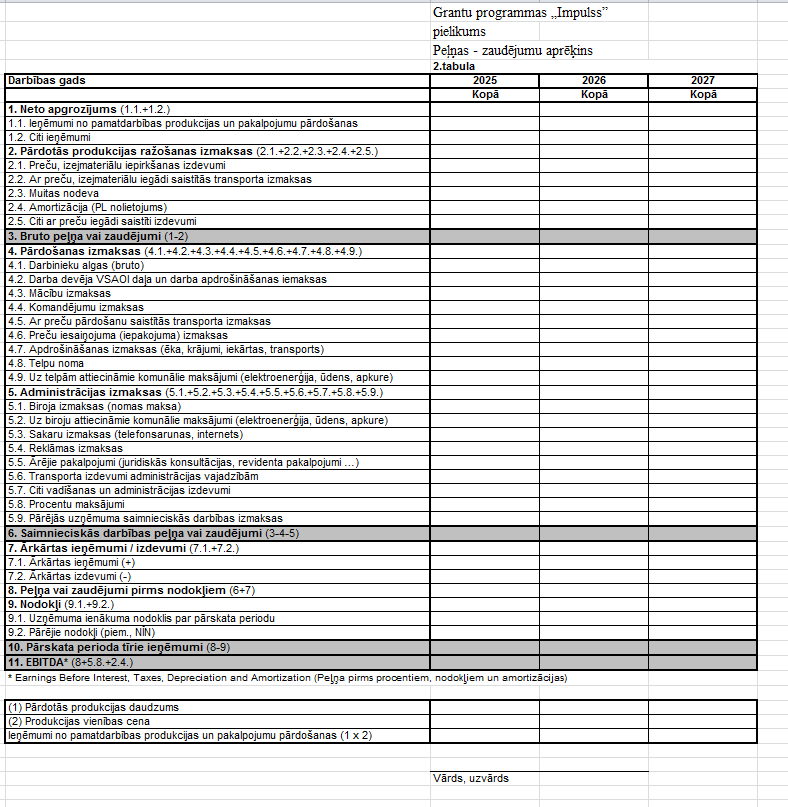 Grantu programmas „Impulss”
pielikums
Peļņas - zaudējumu aprēķins
2.tabula
Darbības gads 2025 2026 2027
Kopā Kopā Kopā
1. Neto apgrozījums (1.1.+1.2.)
1.1. Ieņēmumi no pamatdarbības produkcijas un pakalpojumu pārdošanas
1.2. Citi ieņēmumi
2. Pārdotās produkcijas ražošanas izmaksas (2.1.+2.2.+2.3.+2.4.+2.5.)
2.1. Preču, izejmateriālu iepirkšanas izdevumi
2.2. Ar preču, izejmateriālu iegādi saistītās transporta izmaksas
2.3. Muitas nodeva
2.4. Amortizācija (PL nolietojums)
2.5. Citi ar preču iegādi saistīti izdevumi
3. Bruto peļņa vai zaudējumi (1-2)
4. Pārdošanas izmaksas (4.1.+4.2.+4.3.+4.4.+4.5.+4.6.+4.7.+4.8.+4.9.)
4.1. Darbinieku algas (bruto)
4.2. Darba devēja VSAOI daļa un darba apdrošināšanas iemaksas
4.3. Mācību izmaksas
4.4. Komandējumu izmaksas
4.5. Ar preču pārdošanu saistītās transporta izmaksas
4.6. Preču iesaiņojuma (iepakojuma) izmaksas
4.7. Apdrošināšanas izmaksas (ēka, krājumi, iekārtas, transports)
4.8. Telpu noma
4.9. Uz telpām attiecināmie komunālie maksājumi (elektroenerģija, ūdens, apkure)
5. Administrācijas izmaksas (5.1.+5.2.+5.3.+5.4.+5.5.+5.6.+5.7.+5.8.+5.9.)
5.1. Biroja izmaksas (nomas maksa)
5.2. Uz biroju attiecināmie komunālie maksājumi (elektroenerģija, ūdens, apkure)
5.3. Sakaru izmaksas (telefonsarunas, internets)
5.4. Reklāmas izmaksas
5.5. Ārējie pakalpojumi (juridiskās konsultācijas, revidenta pakalpojumi ...)
5.6. Transporta izdevumi administrācijas vajadzībām
5.7. Citi vadīšanas un administrācijas izdevumi
5.8. Procentu maksājumi
5.9. Pārējās uzņēmuma saimnieciskās darbības izmaksas
6. Saimnieciskās darbības peļņa vai zaudējumi (3-4-5)
7. Ārkārtas ieņēmumi / izdevumi (7.1.+7.2.)
7.1. Ārkārtas ieņēmumi (+)
7.2. Ārkārtas izdevumi (-)
8. Peļņa vai zaudējumi pirms nodokļiem (6+7)
9. Nodokļi (9.1.+9.2.)
9.1. Uzņēmuma ienākuma nodoklis par pārskata periodu
9.2. Pārējie nodokļi (piem., NĪN)
10. Pārskata perioda tīrie ieņēmumi (8-9)
11. EBITDA* (8+5.8.+2.4.)
* Earnings Before Interest, Taxes, Depreciation and Amortization (Peļņa pirms procentiem, nodokļiem un amortizācijas)
(1) Pārdotās produkcijas daudzums
(2) Produkcijas vienības cena
Ieņēmumi no pamatdarbības produkcijas un pakalpojumu pārdošanas (1 x 2)
Vārds, uzvārds